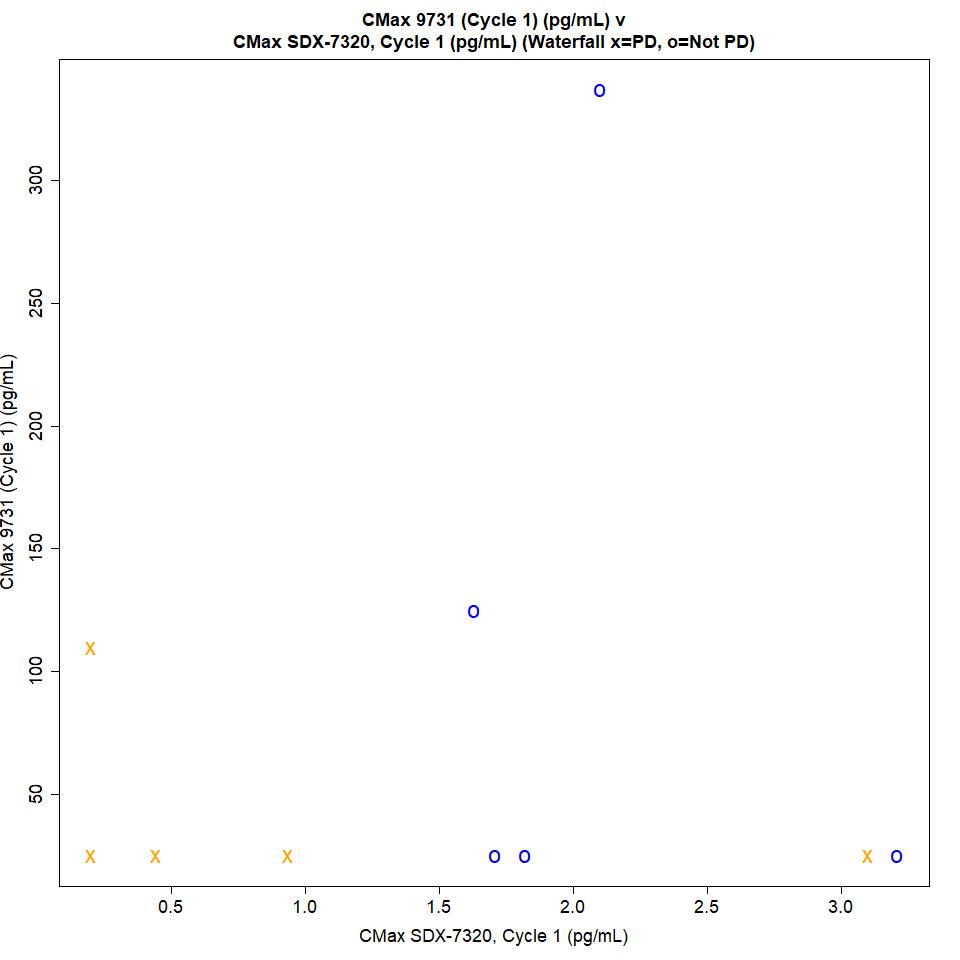 CMax 9731 (Cycle 1) (pg/mL) v
CMax SDX-7320, Cycle 1 (pg/mL) (Waterfall x=PD, o=Not PD)
CMax 9731 (Cycle 1) (pg/mL)
300
250
200
150
100
50
O
O
X
X
X
X
O
O
X
O
0.5
1.0
1.5
2.0
2.5
3.0
CMax SDX-7320, Cycle 1 (pg/mL)